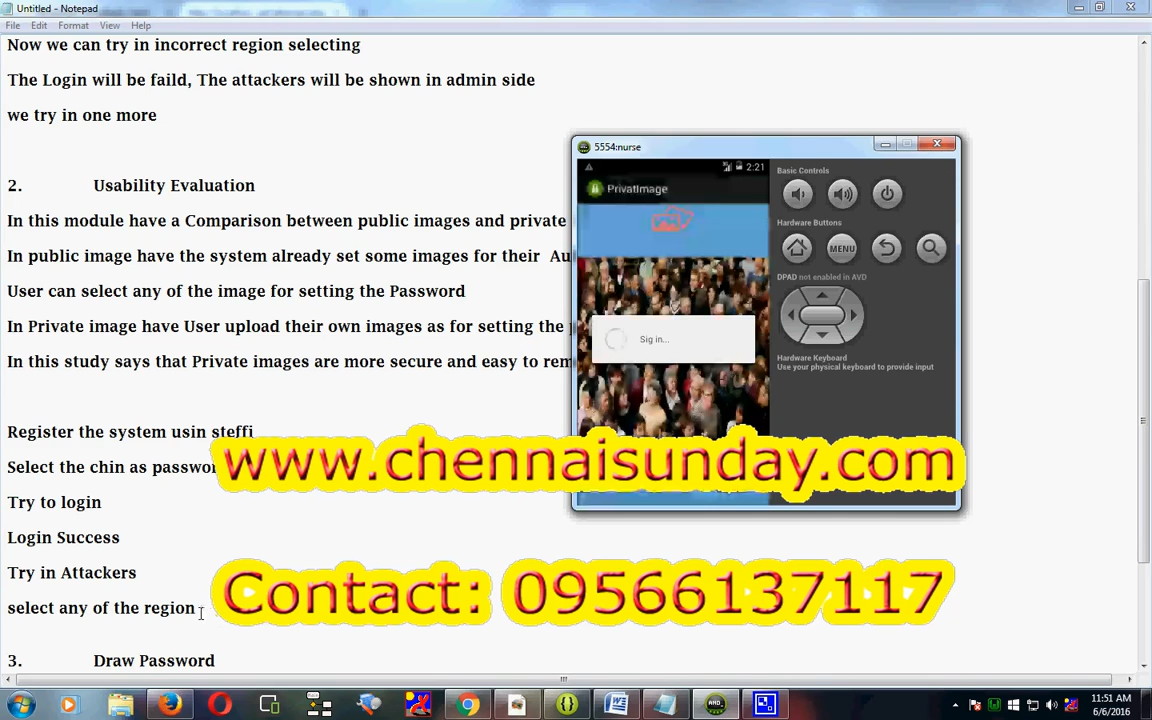 Untitled - Notepad
File Edit Format View Help
Now we can try in incorrect region selecting
The Login will be faild, The attackers will be shown in admin side
we try in one more
2. Usability Evaluation
In this module have a Comparison between public images and private
In public image have the system already set some images for their Au
User can select any of the image for setting the Password
In Private image have User upload their own images as for setting the p
In this study says that Private images are more secure and easy to rem
Register the system usin steffi
Select the chin as passwo
Try to login
Login Success
Try in Attackers
select any of the region
3. Draw Password
5554:nurse
2:21
PrivatImage
Sig in...
Basic Controls
Hardware Buttons
MENU
DPAD not enabled in AVD
Hardware Keyboard
Use your physical keyboard to provide input
www.chennaisunday.com
Contact: 09566137117
11:51 AM
6/6/2016